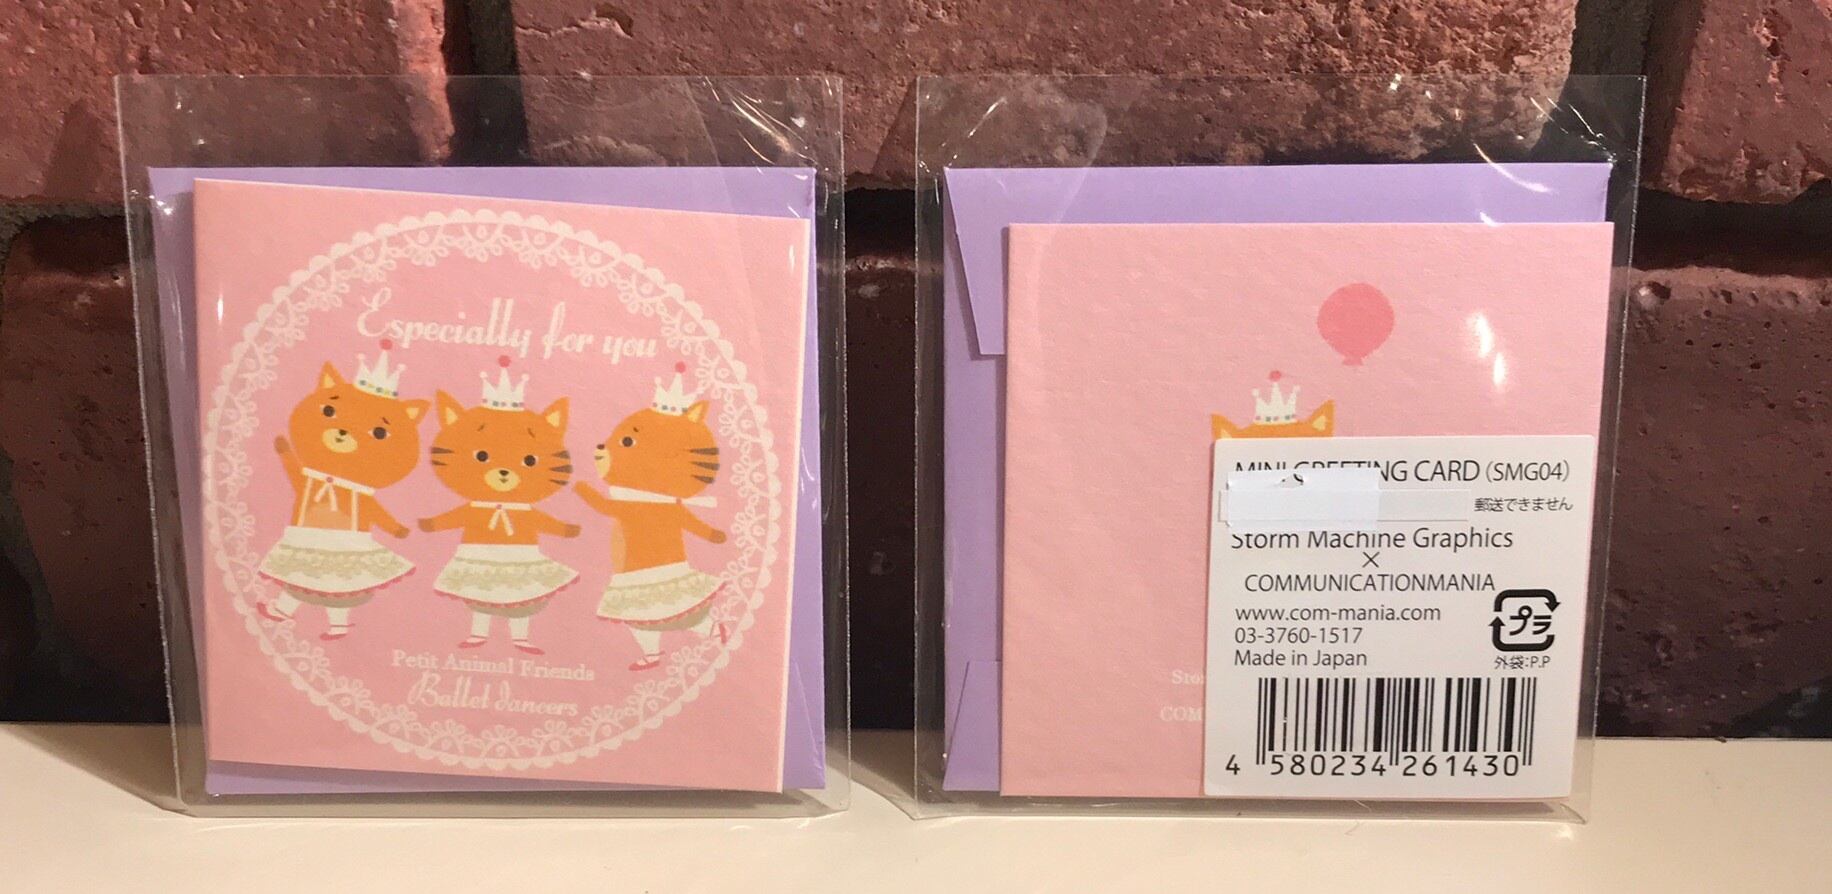 Especially for you
Petit Animal Friends
Ballet dancers
MINI GREETING CARD (SMG04)
郵送できません
Storm Machine Graphics
×
COMMUNICATIONMANIA
www.com-mania.com
03-3760-1517
Made in Japan
プラ
外袋:P.P
4 580234 261430
Stor
COM